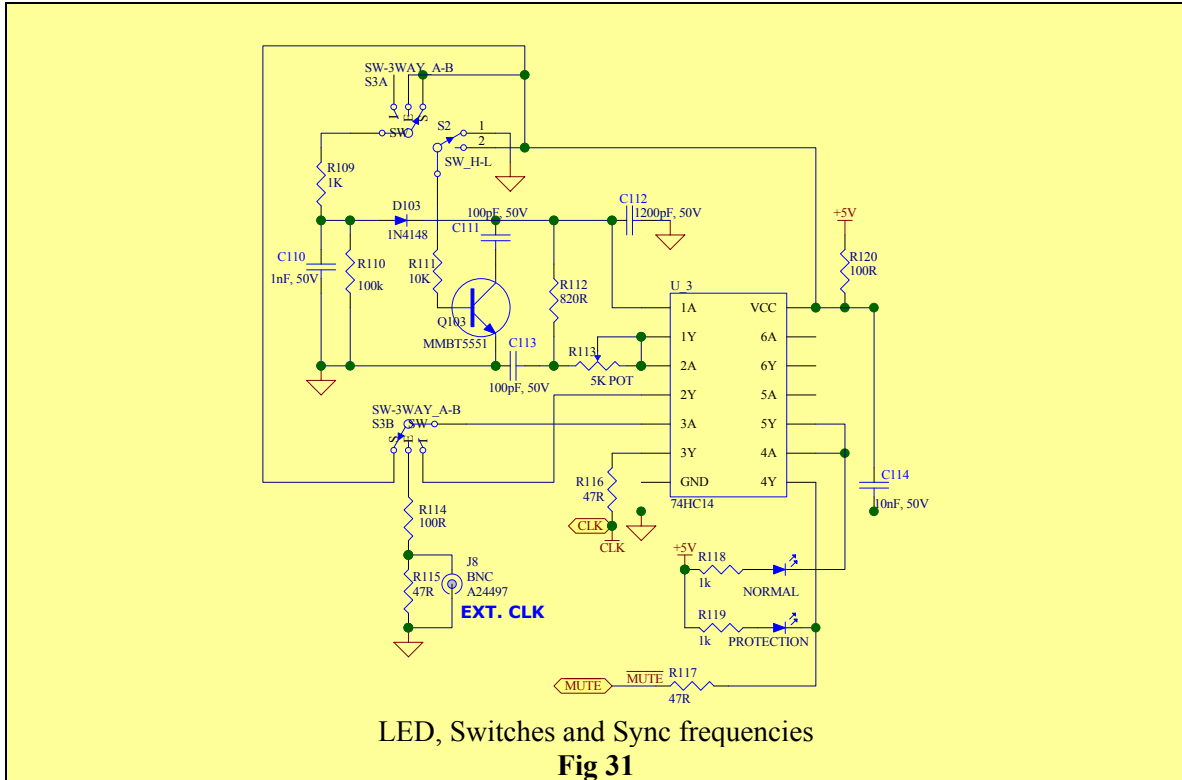 SW-3WAY_A-B
S3A
I
E
S
SW
S2
1
2
SW_H-L
R109
1K
D103
1N4148
100pF, 50V
C111
C112
1200pF, 50V
+5V
R120
100R
C110
1nF, 50V
R110
100k
R111
10K
R112
820R
Q103
MMBT5551
C113
100pF, 50V
R113
5K POT
U_3
1A
VCC
1Y
6A
2A
6Y
2Y
5A
3A
5Y
3Y
4A
GND
4Y
74HC14
SW-3WAY_A-B
S3B
SW
S
E
I
R114
100R
R115
47R
J8
BNC
A24497
EXT. CLK
R116
47R
CLK
CLK
C114
10nF, 50V
+5V
R118
1k
NORMAL
R119
1k
PROTECTION
MUTE
MUTE
R117
47R
LED, Switches and Sync frequencies
Fig 31